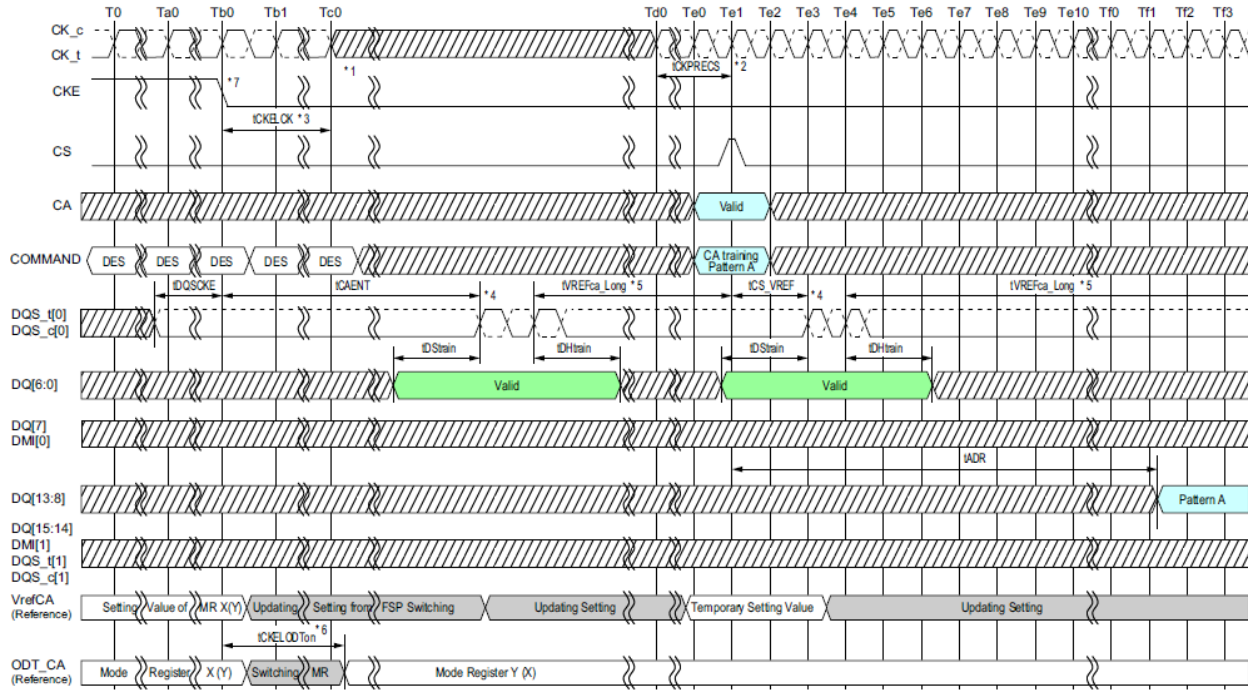 T0 Ta0 Tb0 Tb1 Tc0 Td0 Te0 Te1 Te2 Te3 Te4 Te5 Te6 Te7 Te8 Te9 Te10 Tf0 Tf1 Tf2 Tf3
CK_c
CK_t
*1
tCKPRECS *2
CKE
*7
tCKELCK *3
CS
CA
Valid
COMMAND
DES DES DES DES DES
CA training
Pattern A
tDQSCKE tCAENT *4 tVREFca_Long *5 tCS_VREF *4 tVREFca_Long *5
DQS_t[0]
DQS_c[0]
tDStrain tDHtrain tDStrain tDHtrain
DQ[6:0]
Valid Valid
DQ[7]
DMI[0]
tADR
DQ[13:8]
Pattern A
DQ[15:14]
DMI[1]
DQS_t[1]
DQS_c[1]
VrefCA
(Reference)
Setting Value of MR X(Y) Updating Setting from FSP Switching Updating Setting Temporary Setting Value Updating Setting
tCKELODTon *6
ODT_CA
(Reference)
Mode Register X (Y) Switching MR Mode Register Y (X)